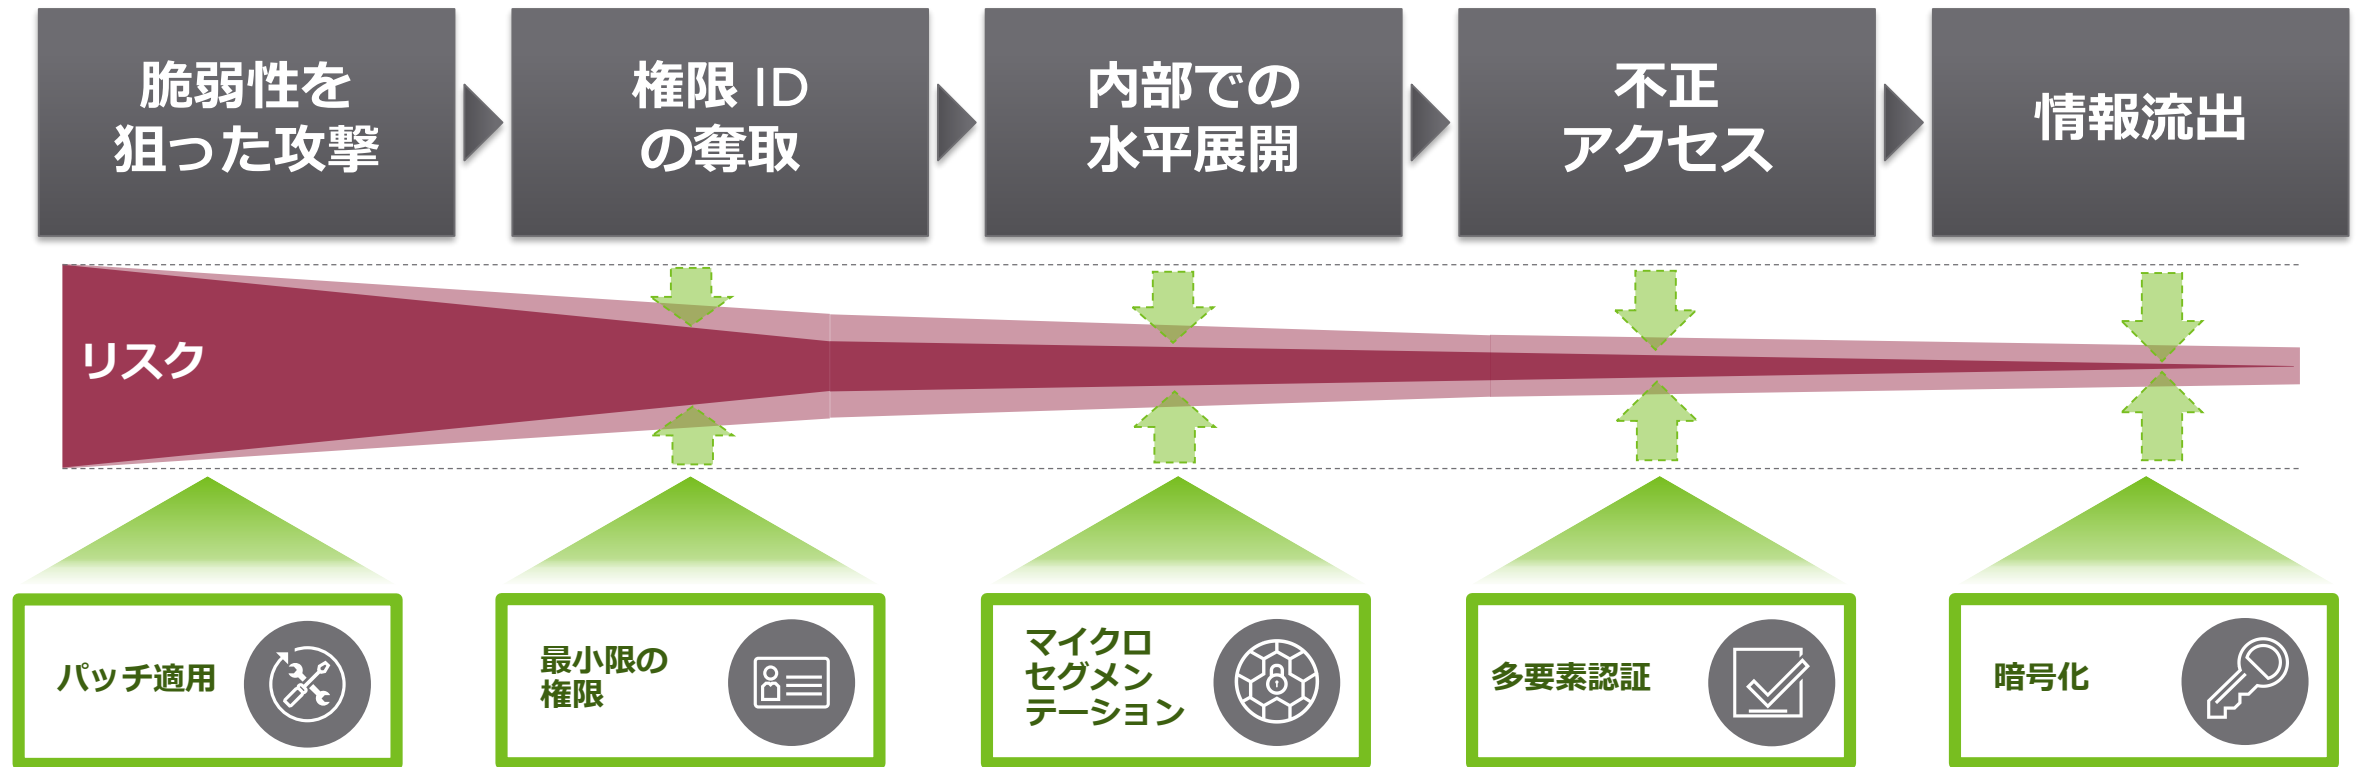 脆弱性を
狙った攻撃
権限 ID
の奪取
内部での
水平展開
不正
アクセス
情報流出
リスク
パッチ適用
最小限の
権限
マイクロ
セグメン
テーション
多要素認証
暗号化